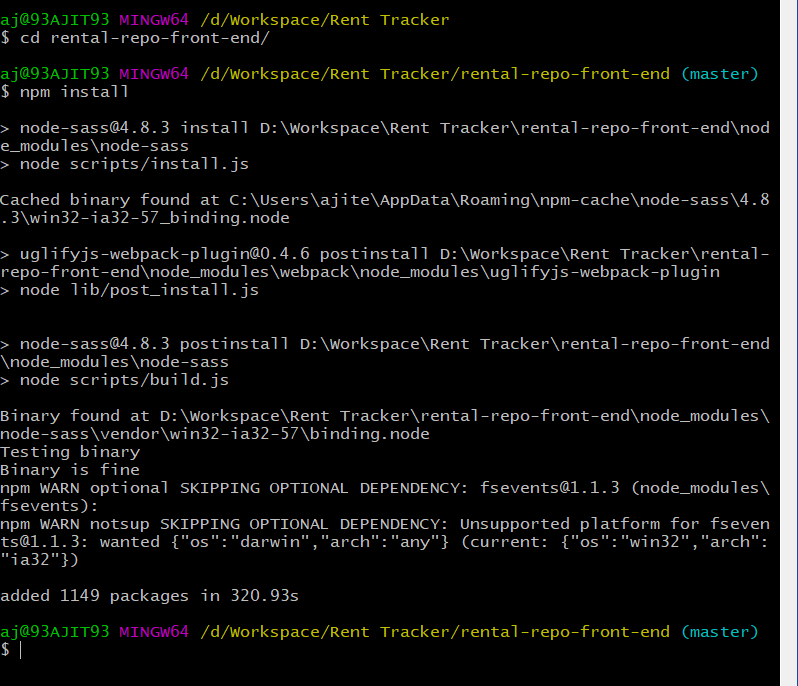 aj@93AJIT93 MINGW64 /d/Workspace/Rent Tracker
$ cd rental-repo-front-end/
aj@93AJIT93 MINGW64 /d/Workspace/Rent Tracker/rental-repo-front-end (master)
$ npm install
> node-sass@4.8.3 install D:\Workspace\Rent Tracker\rental-repo-front-end\nod
e_modules\node-sass
> node scripts/install.js
Cached binary found at C:\Users\ajite\AppData\Roaming\npm-cache\node-sass\4.8
.3\win32-ia32-57_binding.node
> uglifyjs-webpack-plugin@0.4.6 postinstall D:\Workspace\Rent Tracker\rental-
repo-front-end\node_modules\webpack\node_modules\uglifyjs-webpack-plugin
> node lib/post_install.js
> node-sass@4.8.3 postinstall D:\Workspace\Rent Tracker\rental-repo-front-end
\node_modules\node-sass
> node scripts/build.js
Binary found at D:\Workspace\Rent Tracker\rental-repo-front-end\node_modules\
node-sass\vendor\win32-ia32-57\binding.node
Testing binary
Binary is fine
npm WARN optional SKIPPING OPTIONAL DEPENDENCY: fsevents@1.1.3 (node_modules\
fsevents):
npm WARN notsup SKIPPING OPTIONAL DEPENDENCY: Unsupported platform for fseven
ts@1.1.3: wanted {"os":"darwin","arch":"any"} (current: {"os":"win32","arch":
"ia32"})
added 1149 packages in 320.93s
aj@93AJIT93 MINGW64 /d/Workspace/Rent Tracker/rental-repo-front-end (master)
$